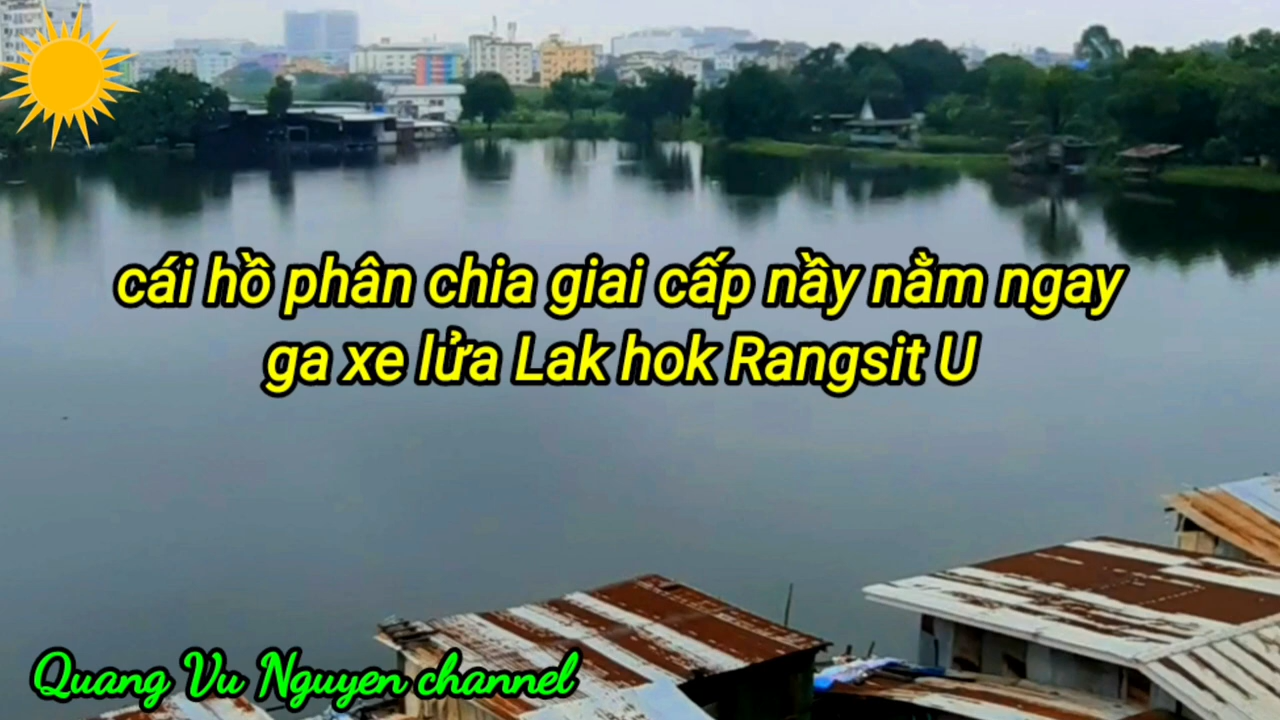 cái hồ phân chia giai cấp nầy nằm ngay
ga xe lửa Lak hok Rangsit U
Quang Vu Nguyen channel